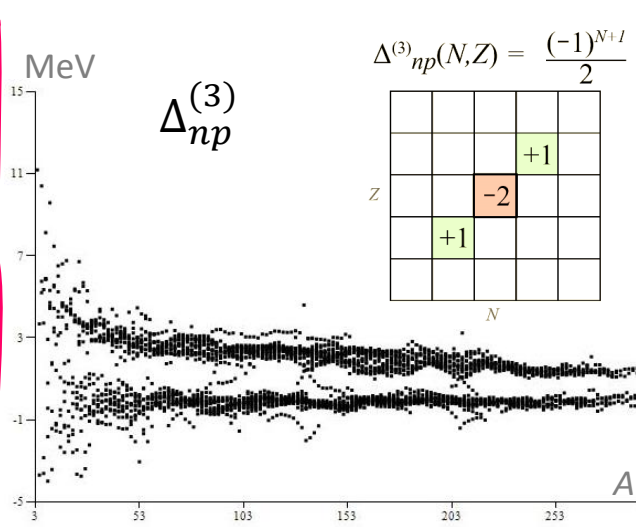 MeV
Δ⁽³⁾np(N,Z) = (-1)^{N+1} / 2
Δ_{np}^{(3)}
15
11
7
3
-1
-5
+1
Z
-2
+1
N
A
3 53 103 153 203 253